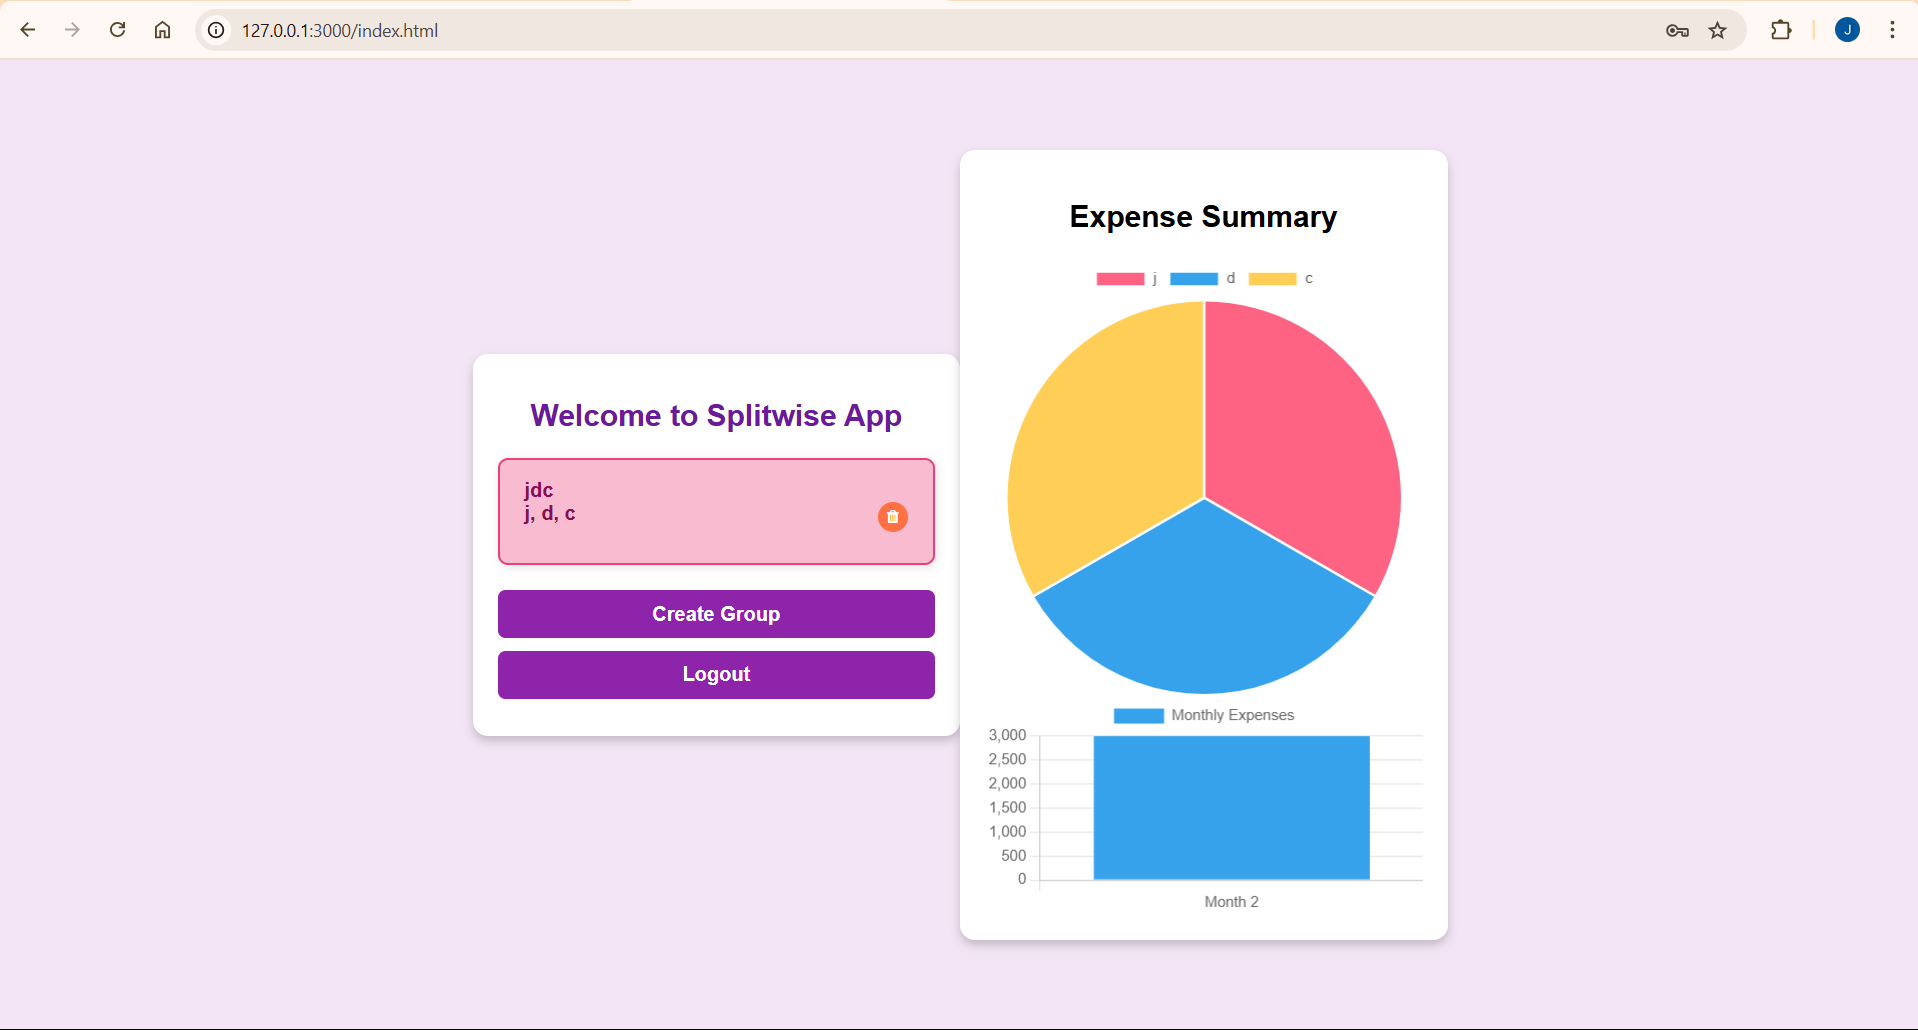 127.0.0.1:3000/index.html
J
Welcome to Splitwise App
jdc
j, d, c
Create Group
Logout
Expense Summary
j d c
Monthly Expenses
3,000
2,500
2,000
1,500
1,000
500
0
Month 2